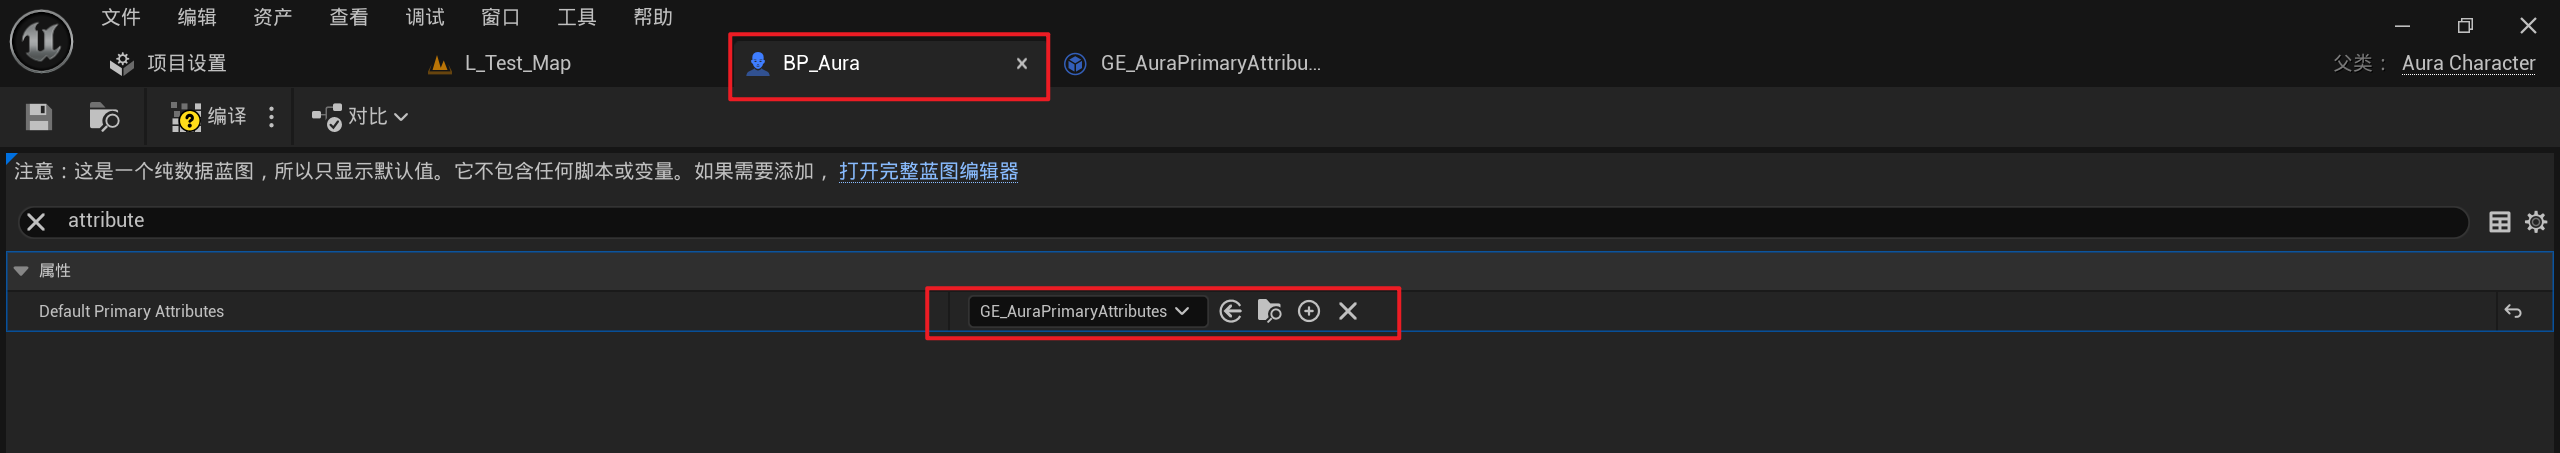 文件 编辑 资产 查看 调试 窗口 工具 帮助
项目设置 L_Test_Map BP_Aura GE_AuraPrimaryAttribu... 父类： Aura Character
编译 对比
注意：这是一个纯数据蓝图，所以只显示默认值。它不包含任何脚本或变量。如果需要添加，打开完整蓝图编辑器
attribute
属性
Default Primary Attributes GE_AuraPrimaryAttributes